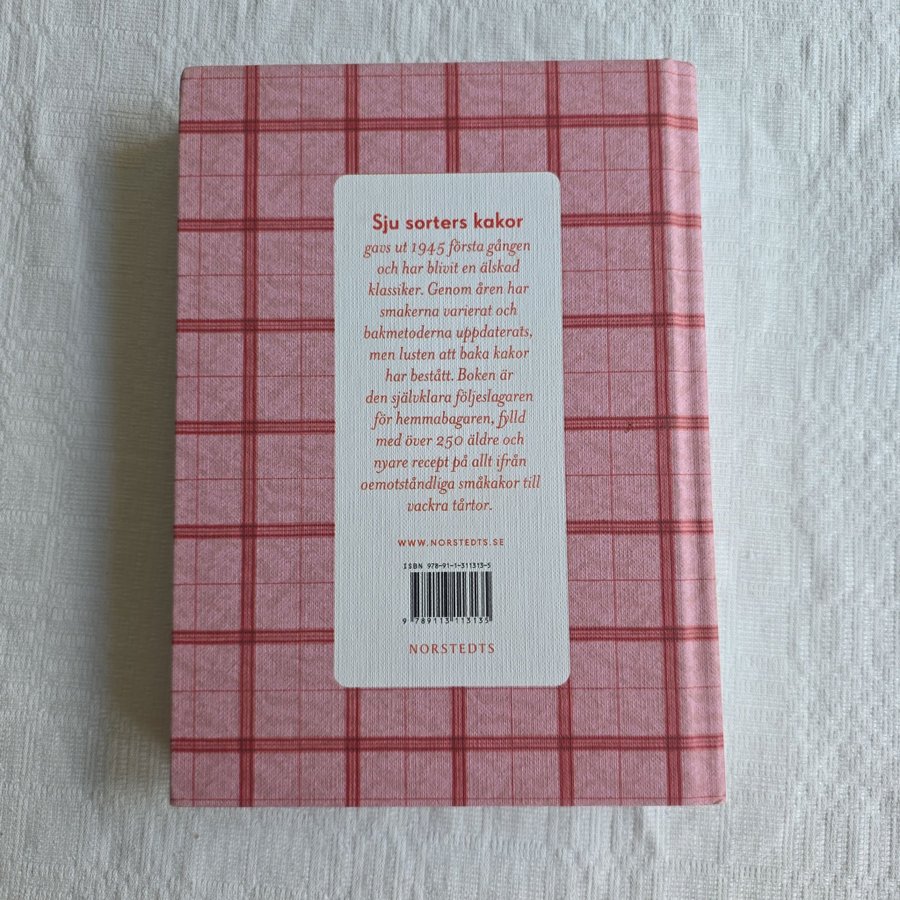 Sju sorters kakor
gavs ut 1945 första gången
och har blivit en älskad
klassiker. Genom åren har
smakerna varierat och
bakmetoderna uppdaterats,
men lusten att baka kakor
har bestått. Boken är
den självklara följeslagaren
för hemmabagaren, fylld
med över 250 äldre och
nyare recept på allt ifrån
oemotståndliga småkakor till
vackra tårtor.
WWW.NORSTEDTS.SE
ISBN 978-91-1-311313-5
9 789113 113135
NORSTEDTS